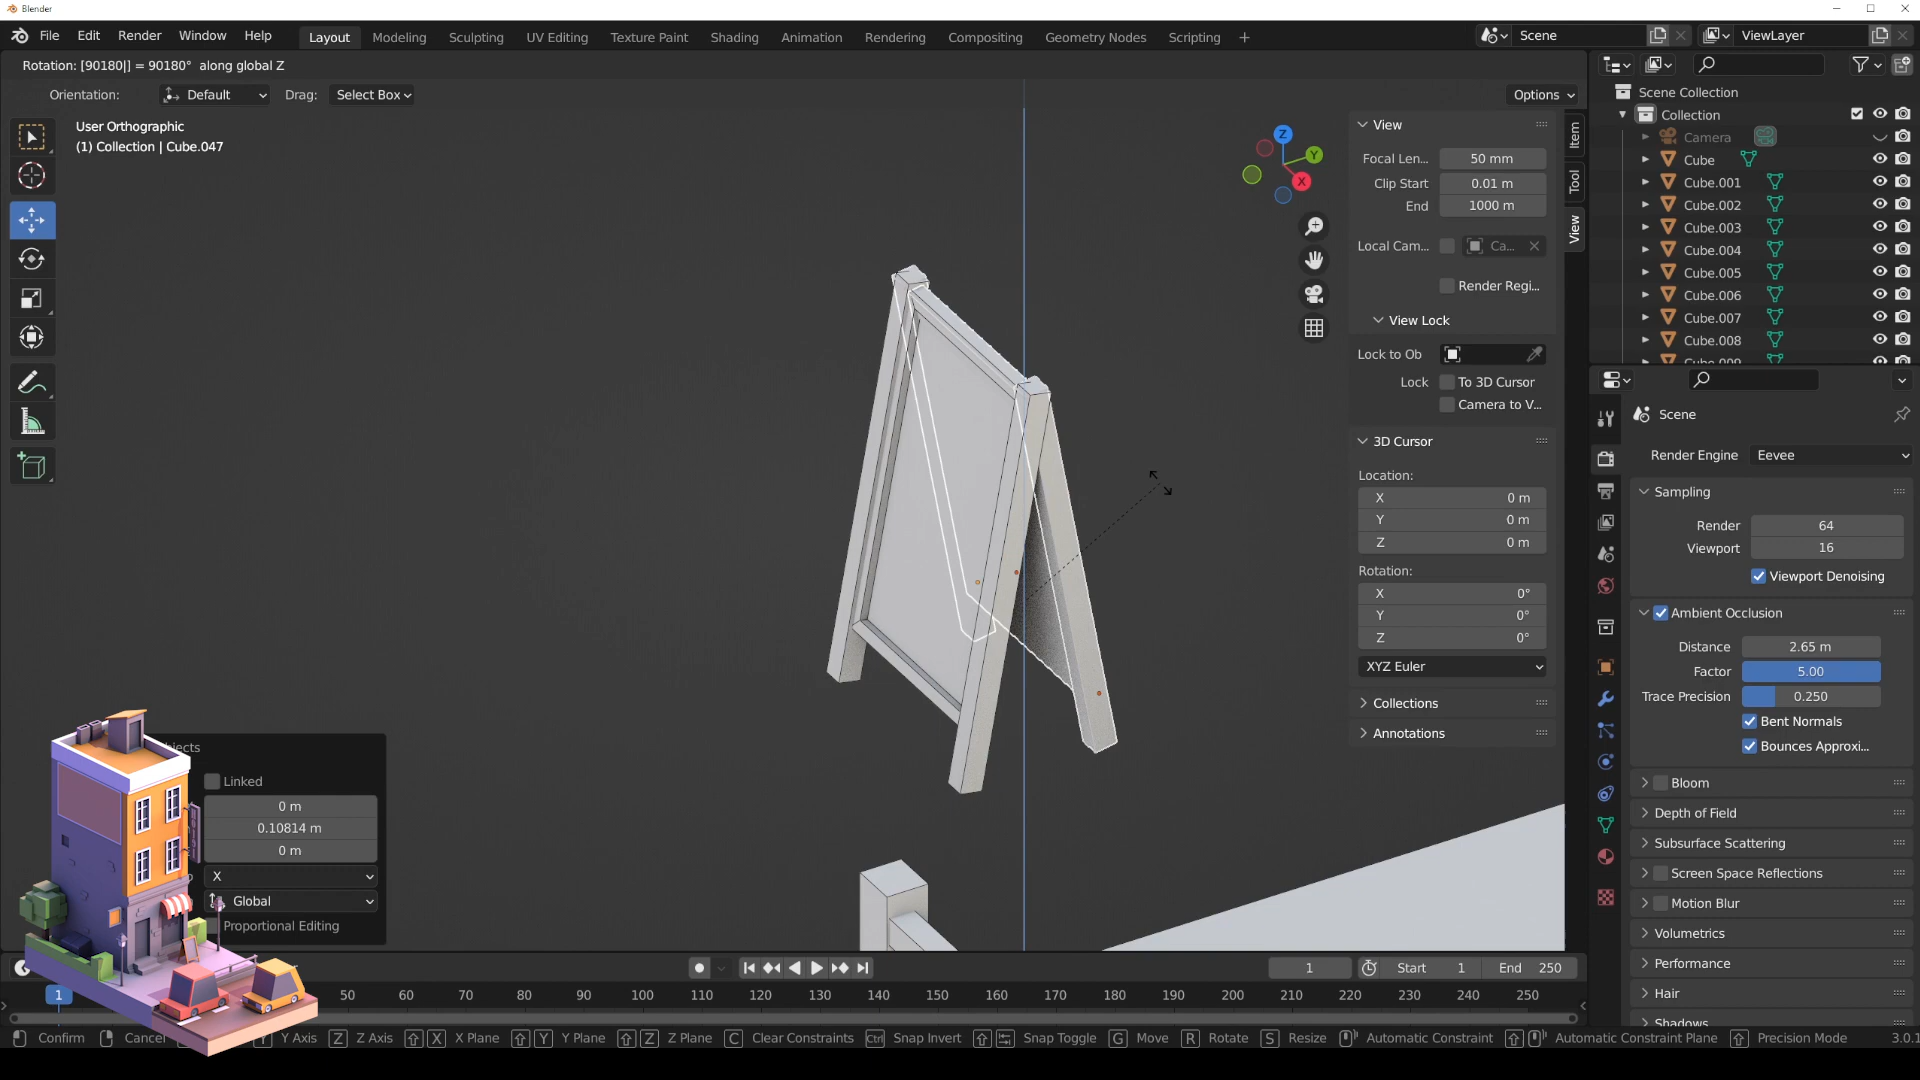 Blender
File Edit Render Window Help
Layout Modeling Sculpting UV Editing Texture Paint Shading Animation Rendering Compositing Geometry Nodes Scripting +
Scene
ViewLayer
Rotation: [90180|] = 90180° along global Z
Orientation: Default Drag: Select Box
Options
User Orthographic
(1) Collection | Cube.047
Z
Y
X
View
Focal Len... 50 mm
Clip Start 0.01 m
End 1000 m
Local Cam... Ca...
Render Regi...
View Lock
Lock to Ob
Lock To 3D Cursor
Camera to V...
3D Cursor
Location:
X 0 m
Y 0 m
Z 0 m
Rotation:
X 0°
Y 0°
Z 0°
XYZ Euler
Collections
Annotations
Item
Tool
View
Scene Collection
Collection
Camera
Cube
Cube.001
Cube.002
Cube.003
Cube.004
Cube.005
Cube.006
Cube.007
Cube.008
Cube.009
Scene
Render Engine Eevee
Sampling
Render 64
Viewport 16
Viewport Denoising
Ambient Occlusion
Distance 2.65 m
Factor 5.00
Trace Precision 0.250
Bent Normals
Bounces Approxi...
Bloom
Depth of Field
Subsurface Scattering
Screen Space Reflections
Motion Blur
Volumetrics
Performance
Hair
Shadows
Linked
0 m
0.10814 m
0 m
X
Global
Proportional Editing
1 Start 1 End 250
1 50 60 70 80 90 100 110 120 130 140 150 160 170 180 190 200 210 220 230 240 250
Confirm Cancel Y Axis Z Z Axis X X Plane Y Y Plane Z Z Plane C Clear Constraints Ctrl Snap Invert Snap Toggle G Move R Rotate S Resize Automatic Constraint Automatic Constraint Plane Precision Mode 3.0.1